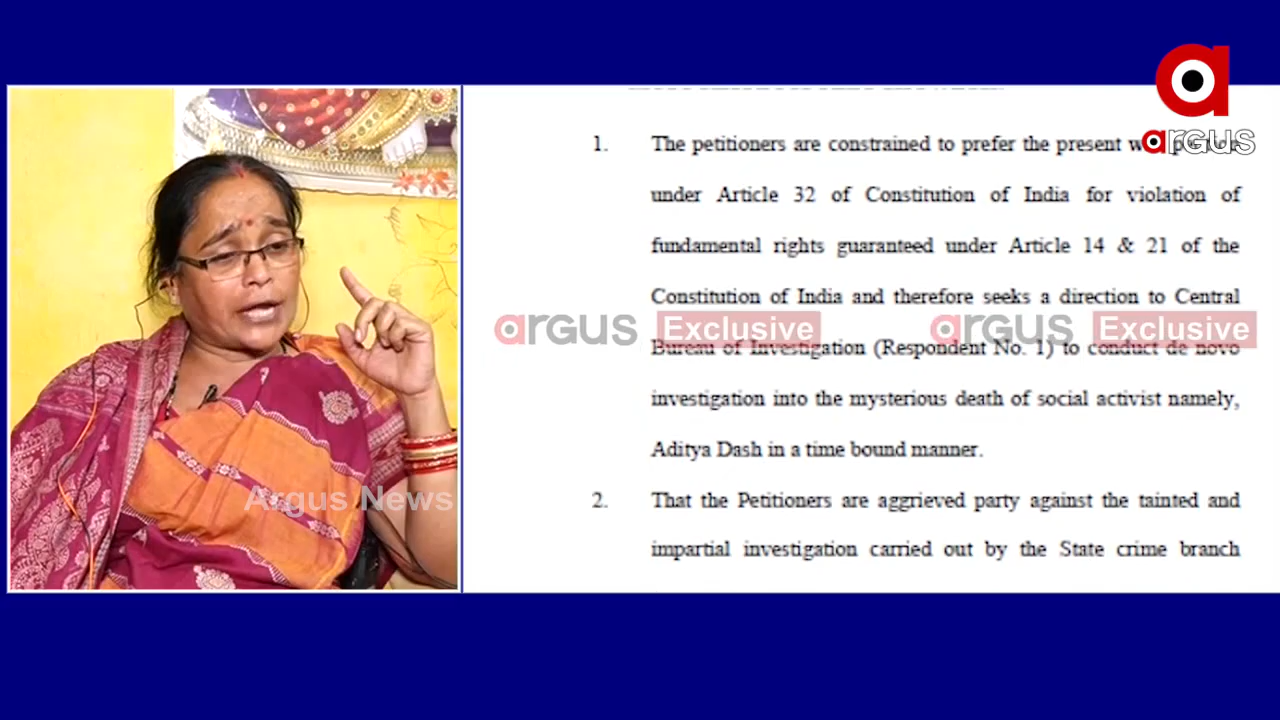 argus
1. The petitioners are constrained to prefer the present
under Article 32 of Constitution of India for violation of
fundamental rights guaranteed under Article 14 & 21 of the
Constitution of India and therefore seeks a direction to Central
argus Exclusive argus Exclusive
Bureau of Investigation (Respondent No. 1) to conduct de novo
investigation into the mysterious death of social activist namely,
Aditya Dash in a time bound manner.
2. That the Petitioners are aggrieved party against the tainted and
Argus News
impartial investigation carried out by the State crime branch